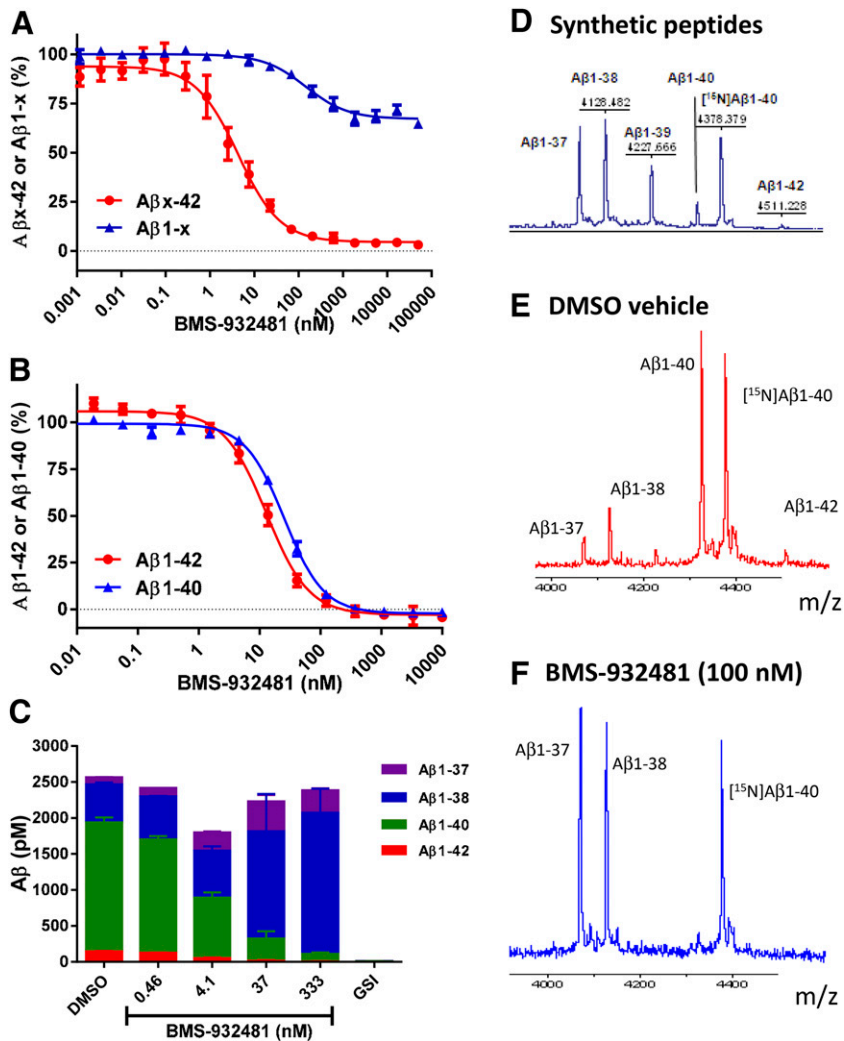 A
Aβx-42 or Aβ1-x (%)
100
75
50
25
0
Aβx-42
Aβ1-x
0.001
0.01
0.1
1
10
100
1000
10000
100000
BMS-932481 (nM)
B
Aβ1-42 or Aβ1-40 (%)
100
75
50
25
0
Aβ1-42
Aβ1-40
0.01
0.1
1
10
100
1000
10000
BMS-932481 (nM)
C
Aβ (pM)
3000
2500
2000
1500
1000
500
0
Aβ1-37
Aβ1-38
Aβ1-40
Aβ1-42
DMSO
0.46
4.1
37
333
GSI
BMS-932481 (nM)
D Synthetic peptides
Aβ1-37
Aβ1-38
4128.482
Aβ1-39
4227.666
Aβ1-40
[¹⁵N]Aβ1-40
4378.379
Aβ1-42
4511.228
E DMSO vehicle
Aβ1-40
[¹⁵N]Aβ1-40
Aβ1-38
Aβ1-37
Aβ1-42
4000
4200
4400
m/z
F BMS-932481 (100 nM)
Aβ1-37
Aβ1-38
[¹⁵N]Aβ1-40
4000
4200
4400
m/z